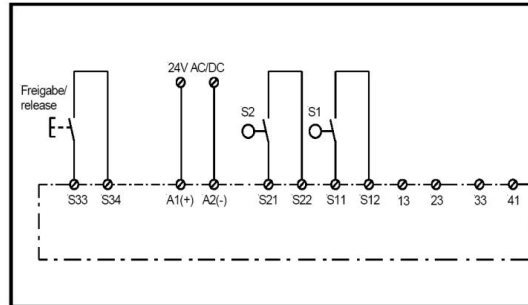 24V AC/DC
Freigabe/
release
S2
S1
S33 S34 A1(+) A2(-) S21 S22 S11 S12 13 23 33 41